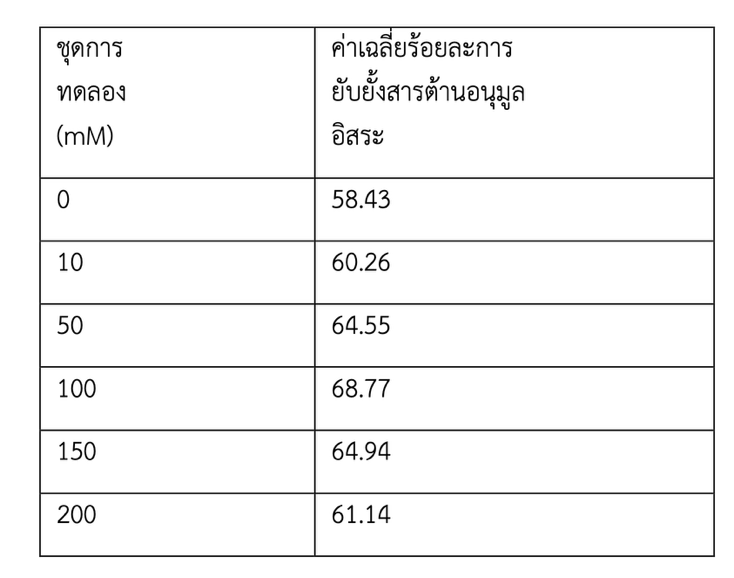 ชุดการ
ทดลอง
(mM)
ค่าเฉลี่ยร้อยละการ
ยับยั้งสารต้านอนุมูล
อิสระ
0 58.43
10 60.26
50 64.55
100 68.77
150 64.94
200 61.14